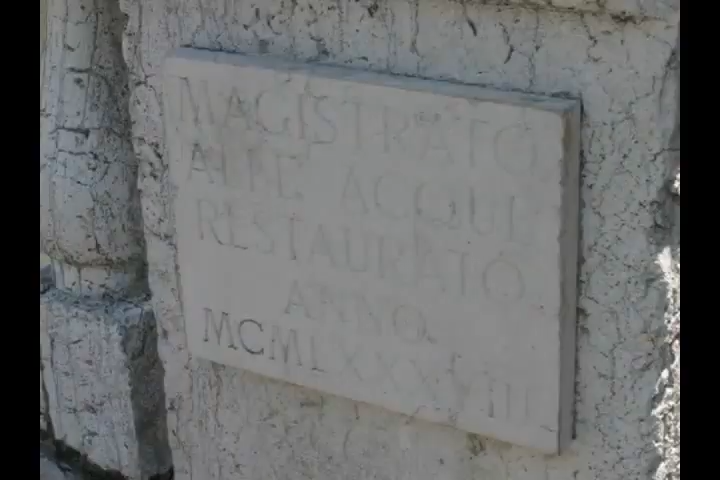 MAGISTRATO
ALLE ACQUE
RESTAURATO
ANNO
MCMLXXXVIII